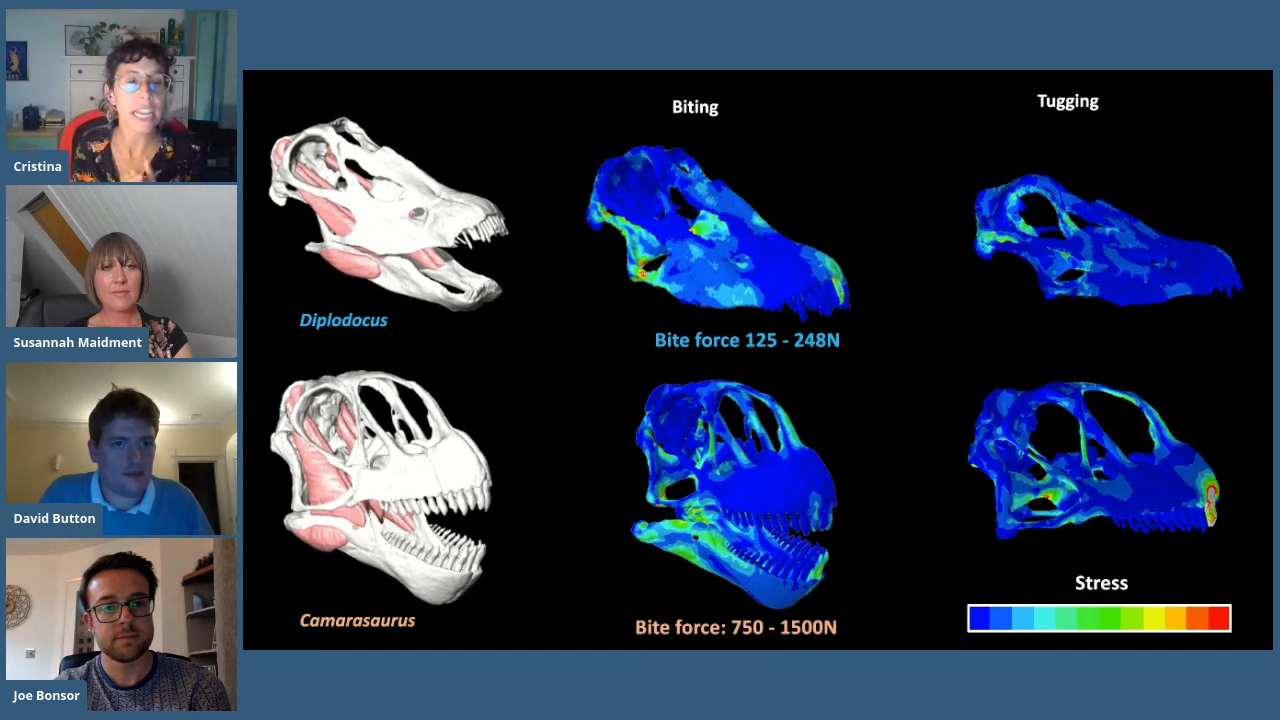 Cristina
Susannah Maidment
David Button
Joe Bonsor
Biting
Tugging
Diplodocus
Bite force 125 - 248N
Camarasaurus
Bite force: 750 - 1500N
Stress